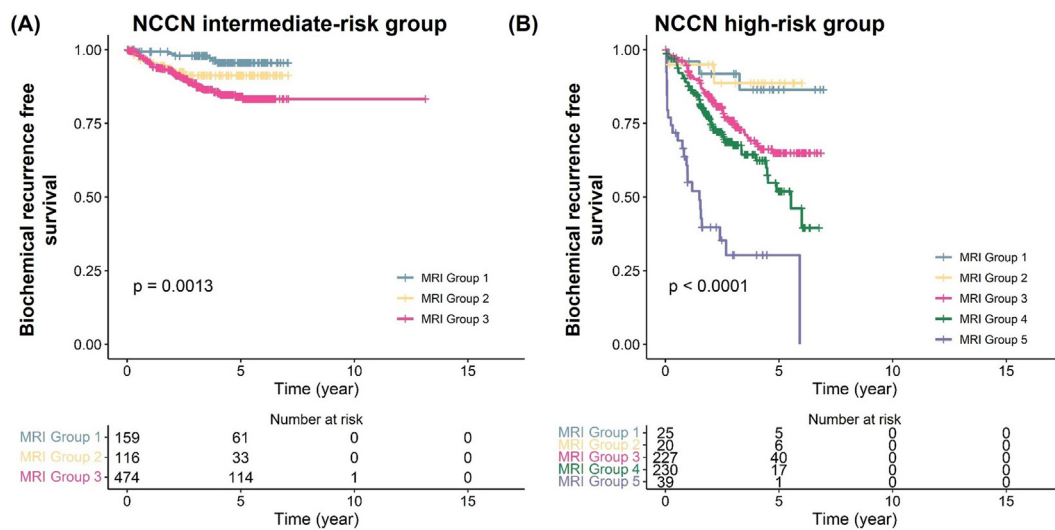 (A)
NCCN intermediate-risk group
Biochemical recurrence free
survival
1.00
0.75
0.50
0.25
0.00
p = 0.0013
MRI Group 1
MRI Group 2
MRI Group 3
0 5 10 15
Time (year)
Number at risk
MRI Group 1 159 61 0 0
MRI Group 2 116 33 0 0
MRI Group 3 474 114 1 0
0 5 10 15
Time (year)
(B)
NCCN high-risk group
Biochemical recurrence free
survival
1.00
0.75
0.50
0.25
0.00
p < 0.0001
MRI Group 1
MRI Group 2
MRI Group 3
MRI Group 4
MRI Group 5
0 5 10 15
Time (year)
Number at risk
MRI Group 1 25 5 0 0
MRI Group 2 20 6 0 0
MRI Group 3 227 40 0 0
MRI Group 4 230 17 0 0
MRI Group 5 39 1 0 0
0 5 10 15
Time (year)